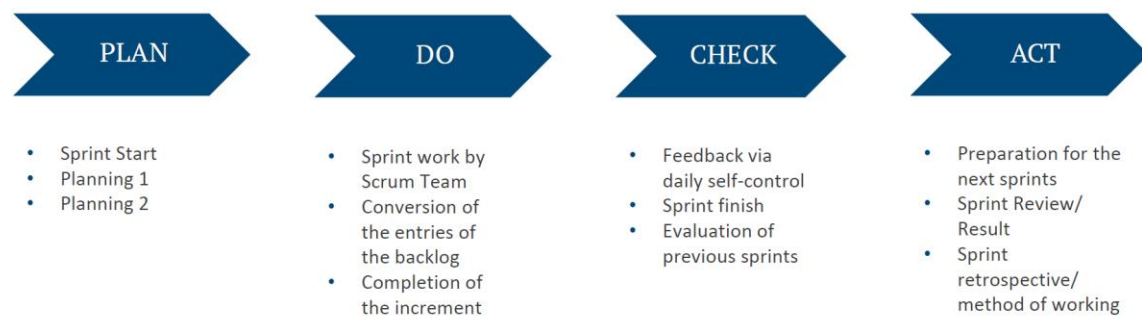 PLAN
• Sprint Start
• Planning 1
• Planning 2
DO
• Sprint work by
Scrum Team
• Conversion of
the entries of
the backlog
• Completion of
the increment
CHECK
• Feedback via
daily self-control
• Sprint finish
• Evaluation of
previous sprints
ACT
• Preparation for the
next sprints
• Sprint Review/
Result
• Sprint
retrospective/
method of working